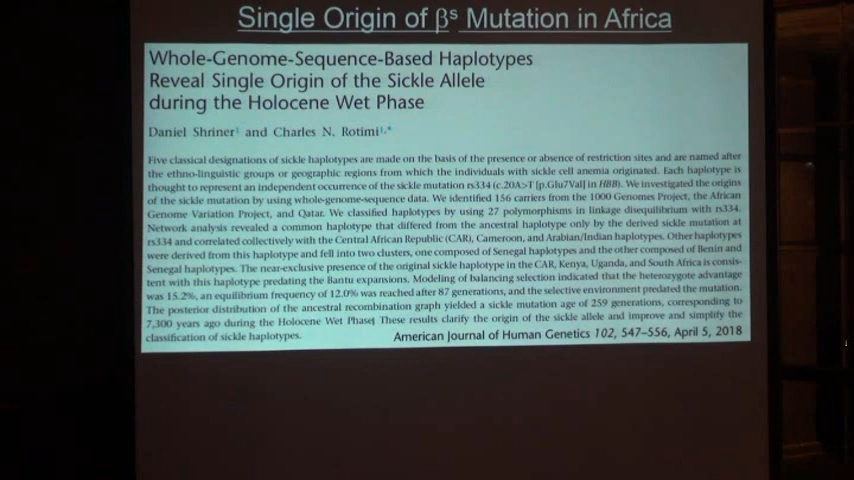 Single Origin of βˢ Mutation in Africa
Whole-Genome-Sequence-Based Haplotypes
Reveal Single Origin of the Sickle Allele
during the Holocene Wet Phase
Daniel Shriner¹ and Charles N. Rotimi¹,*
Five classical designations of sickle haplotypes are made on the basis of the presence or absence of restriction sites and are named after
the ethno-linguistic groups or geographic regions from which the individuals with sickle cell anemia originated. Each haplotype is
thought to represent an independent occurrence of the sickle mutation rs334 (c.20A>T [p.Glu7Val] in HBB). We investigated the origins
of the sickle mutation by using whole-genome-sequence data. We identified 156 carriers from the 1000 Genomes Project, the African
Genome Variation Project, and Qatar. We classified haplotypes by using 27 polymorphisms in linkage disequilibrium with rs334.
Network analysis revealed a common haplotype that differed from the ancestral haplotype only by the derived sickle mutation at
rs334 and correlated collectively with the Central African Republic (CAR), Cameroon, and Arabian/Indian haplotypes. Other haplotypes
were derived from this haplotype and fell into two clusters, one composed of Senegal haplotypes and the other composed of Benin and
Senegal haplotypes. The near-exclusive presence of the original sickle haplotype in the CAR, Kenya, Uganda, and South Africa is consis-
tent with this haplotype predating the Bantu expansions. Modeling of balancing selection indicated that the heterozygote advantage
was 15.2%, an equilibrium frequency of 12.0% was reached after 87 generations, and the selective environment predated the mutation.
The posterior distribution of the ancestral recombination graph yielded a sickle mutation age of 259 generations, corresponding to
7,300 years ago during the Holocene Wet Phase. These results clarify the origin of the sickle allele and improve and simplify the
classification of sickle haplotypes.
American Journal of Human Genetics 102, 547–556, April 5, 2018